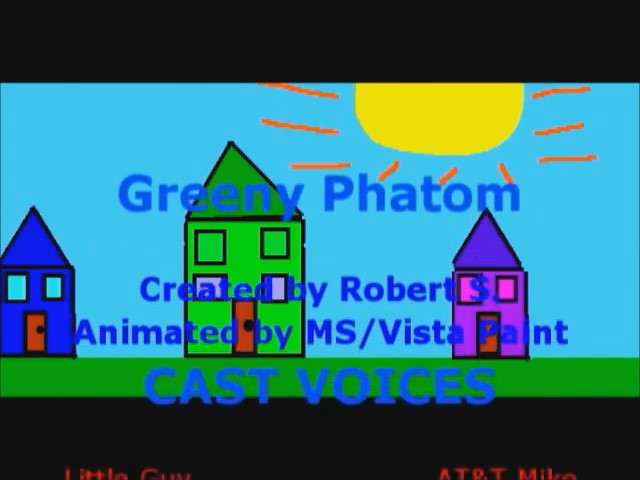 Greeny Phatom
Created by Robert S.
Animated by MS/Vista Paint
CAST VOICES
Little Guy AT&T Mike